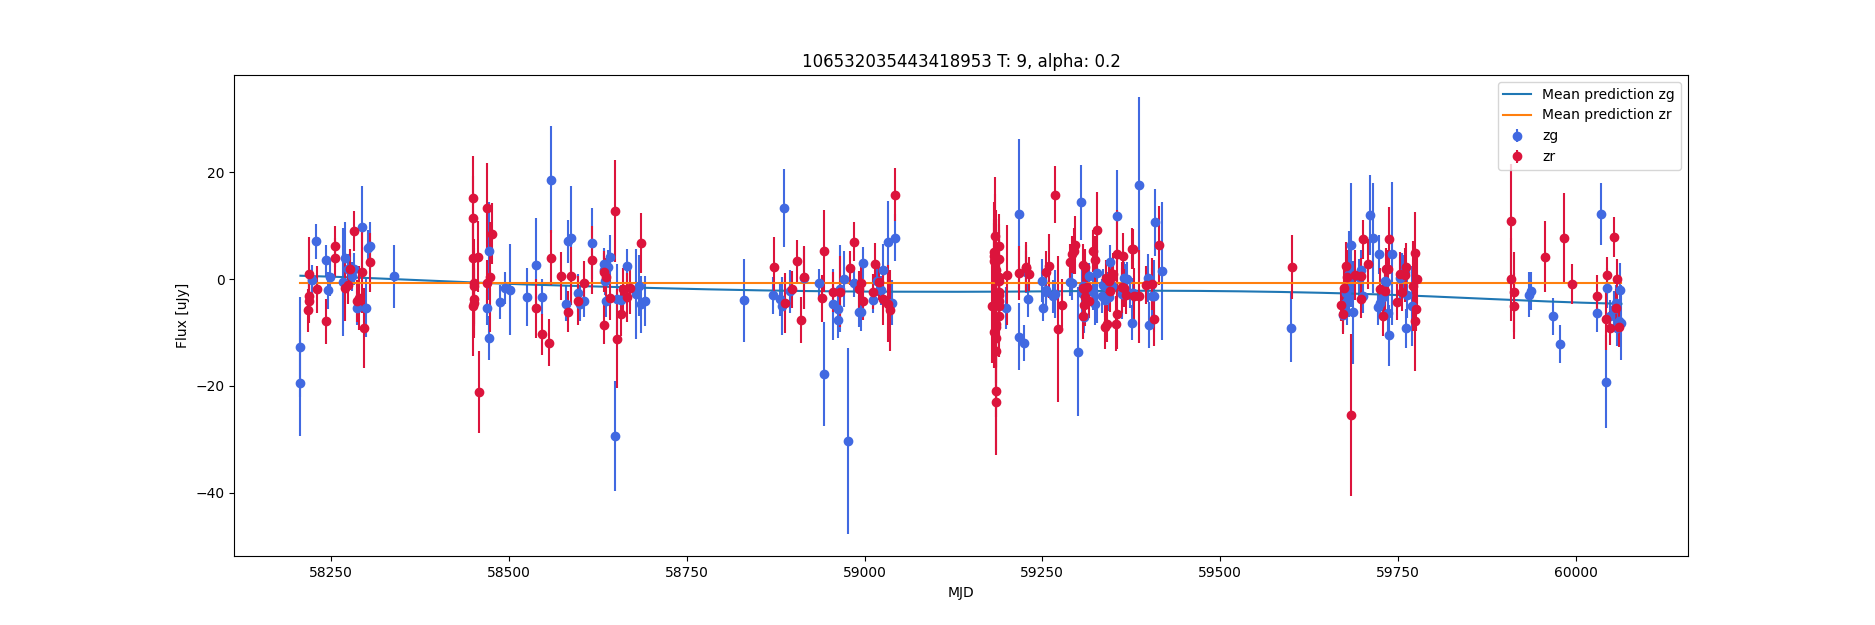 106532035443418953 T: 9, alpha: 0.2
Mean prediction zg
Mean prediction zr
zg
zr
20
0
−20
−40
Flux [uJy]
58250
58500
58750
59000
59250
59500
59750
60000
MJD